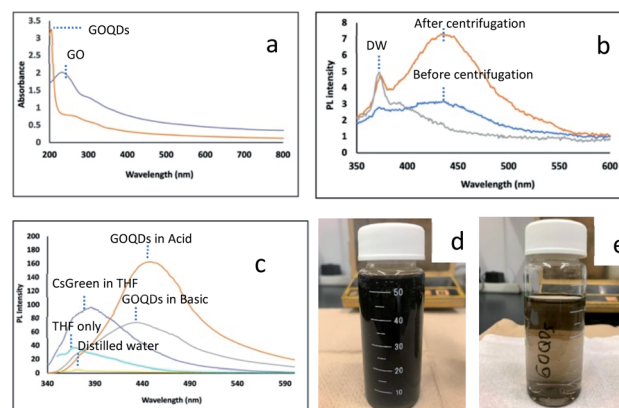 a
GOQDs
GO
Absorbance
3.5
3
2.5
2
1.5
1
0.5
0
200
300
400
500
600
700
800
Wavelength (nm)
b
After centrifugation
DW
Before centrifugation
PL intensity
8
7
6
5
4
3
2
1
0
350
400
450
500
550
600
Wavelength (nm)
c
GOQDs in Acid
CsGreen in THF
GOQDs in Basic
THF only
Distilled water
PL Intensity
200
180
160
140
120
100
80
60
40
20
0
340
390
440
490
540
590
Wavelength (nm)
d
50
40
30
20
10
e
GOQDs